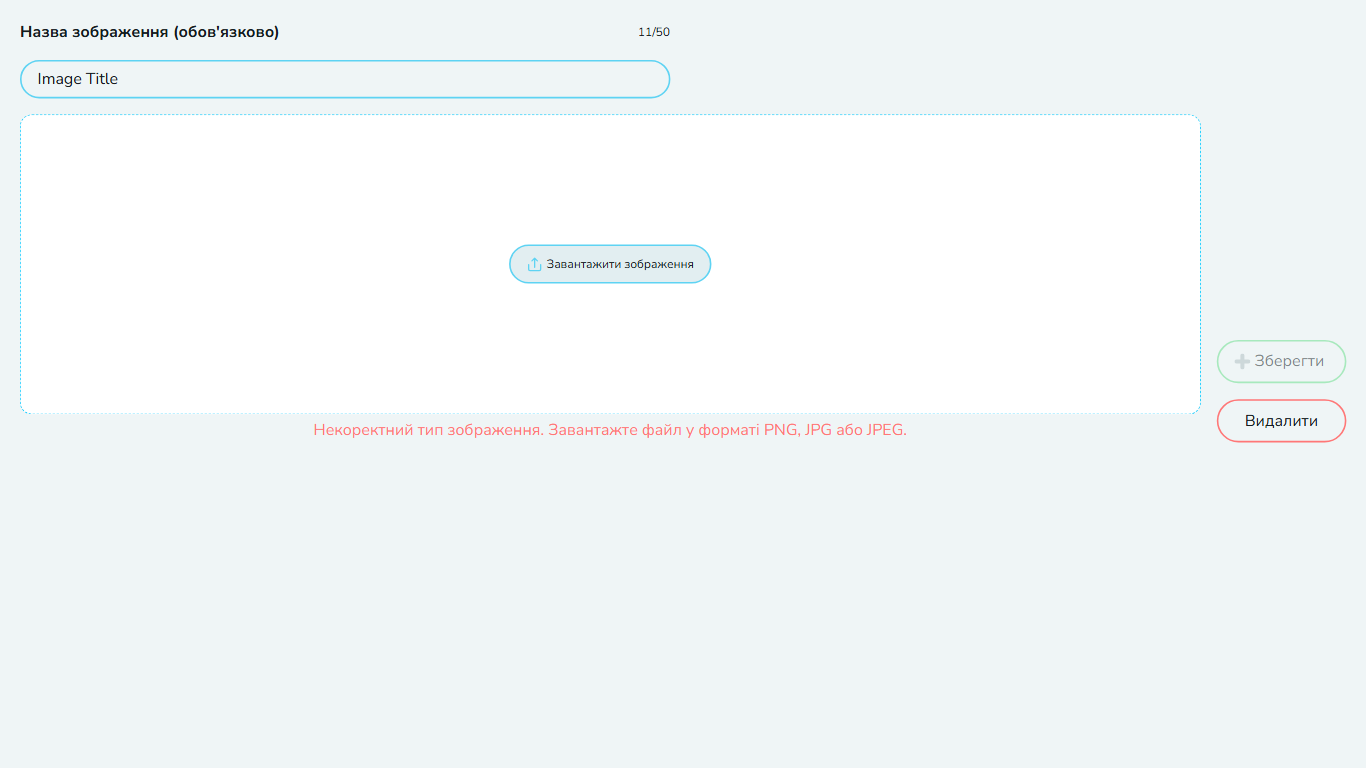 Назва зображення (обов'язково)
11/50
Image Title
Завантажити зображення
Зберегти
Видалити
Некоректний тип зображення. Завантажте файл у форматі PNG, JPG або JPEG.